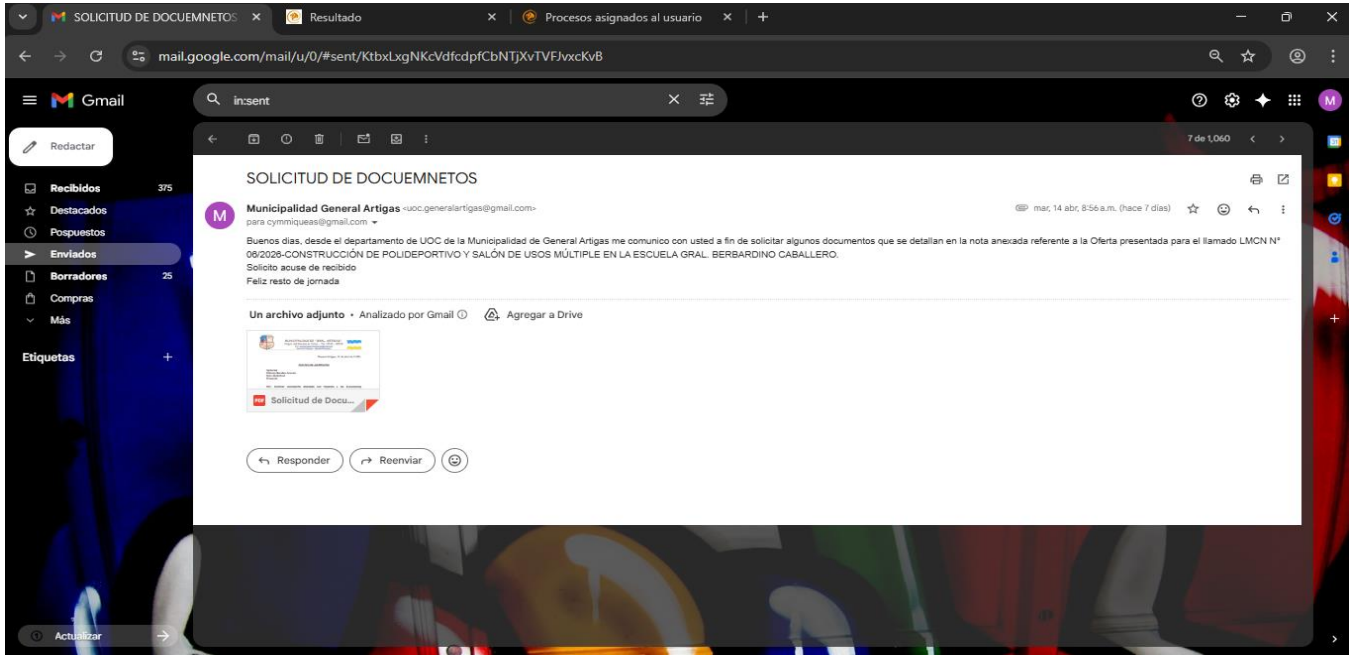 SOLICITUD DE DOCUEMNETOS
Resultado
Procesos asignados al usuario
mail.google.com/mail/u/0/#sent/KtbxLxgNKcVdfcdpfCbNTjXvTVFJvxcKvB
Gmail
in:sent
M
Redactar
7 de 1,060
Recibidos 375
Destacados
Pospuestos
Enviados
Borradores 25
Compras
Más
Etiquetas
SOLICITUD DE DOCUEMNETOS
M
Municipalidad General Artigas <uoc.generalartigas@gmail.com>
mar, 14 abr, 8:56 a.m. (hace 7 días)
para cymmiqueas@gmail.com
Buenos días, desde el departamento de UOC de la Municipalidad de General Artigas me comunico con usted a fin de solicitar algunos documentos que se detallan en la nota anexada referente a la Oferta presentada para el llamado LMCN N°
06/2026-CONSTRUCCIÓN DE POLIDEPORTIVO Y SALÓN DE USOS MÚLTIPLE EN LA ESCUELA GRAL. BERBARDINO CABALLERO.
Solicito acuse de recibido
Feliz resto de jornada
Un archivo adjunto • Analizado por Gmail
Agregar a Drive
PDF
Solicitud de Docu...
Responder
Reenviar
Actualizar